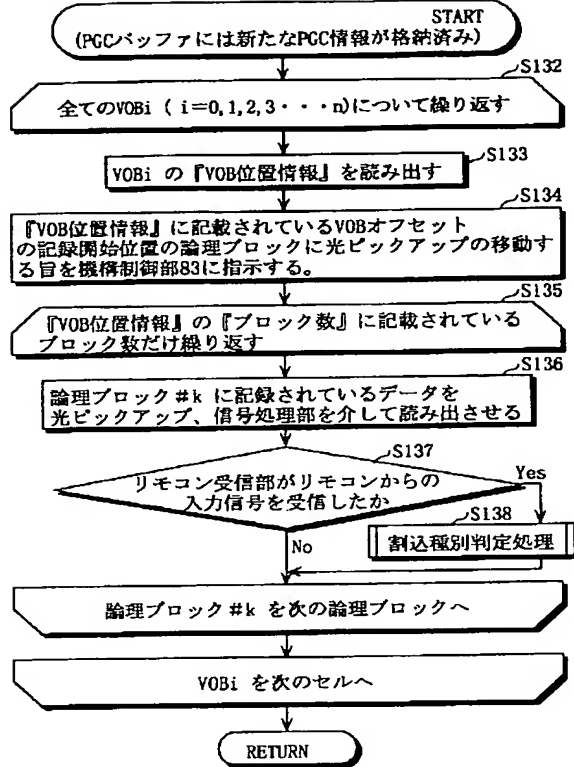 START
(PGCバッファには新たなPGC情報が格納済み)
S132
全てのVOBi ( i=0,1,2,3・・・n)について繰り返す
S133
VOBi の『VOB位置情報』を読み出す
S134
『VOB位置情報』に記載されているVOBオフセット
の記録開始位置の論理ブロックに光ピックアップの移動す
る旨を機構制御部83に指示する。
S135
『VOB位置情報』の『ブロック数』に記載されている
ブロック数だけ繰り返す
S136
論理ブロック#k に記録されているデータを
光ピックアップ、信号処理部を介して読み出させる
S137
リモコン受信部がリモコンからの
入力信号を受信したか
Yes
S138
割込種別判定処理
No
論理ブロック#k を次の論理ブロックへ
VOBi を次のセルへ
RETURN